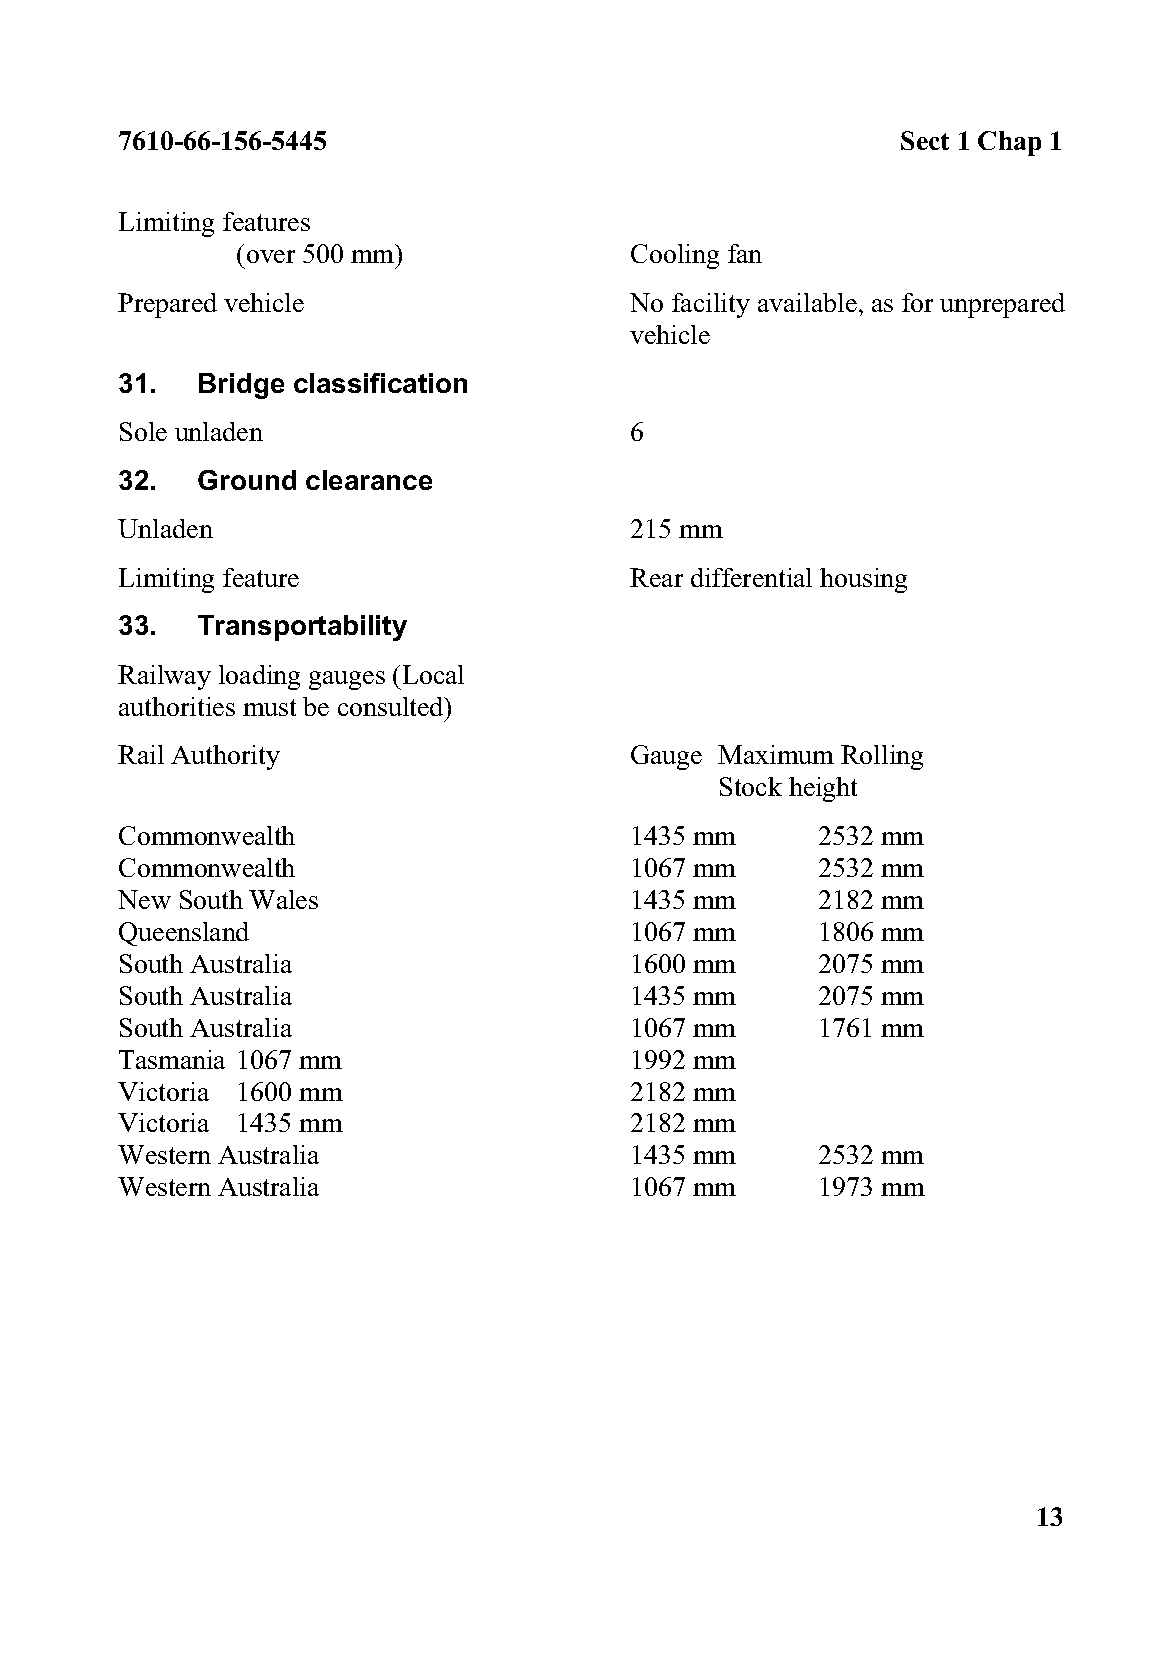 7610-66-156-5445 Sect 1 Chap 1
Limiting features
(over 500 mm) Cooling fan
Prepared vehicle No facility available, as for unprepared
vehicle
31. Bridge classification
Sole unladen 6
32. Ground clearance
Unladen 215 mm
Limiting feature Rear differential housing
33. Transportability
Railway loading gauges (Local
authorities must be consulted)
Rail Authority Gauge Maximum Rolling
Stock height
Commonwealth 1435 mm 2532 mm
Commonwealth 1067 mm 2532 mm
New South Wales 1435 mm 2182 mm
Queensland 1067 mm 1806 mm
South Australia 1600 mm 2075 mm
South Australia 1435 mm 2075 mm
South Australia 1067 mm 1761 mm
Tasmania 1067 mm 1992 mm
Victoria 1600 mm 2182 mm
Victoria 1435 mm 2182 mm
Western Australia 1435 mm 2532 mm
Western Australia 1067 mm 1973 mm
13